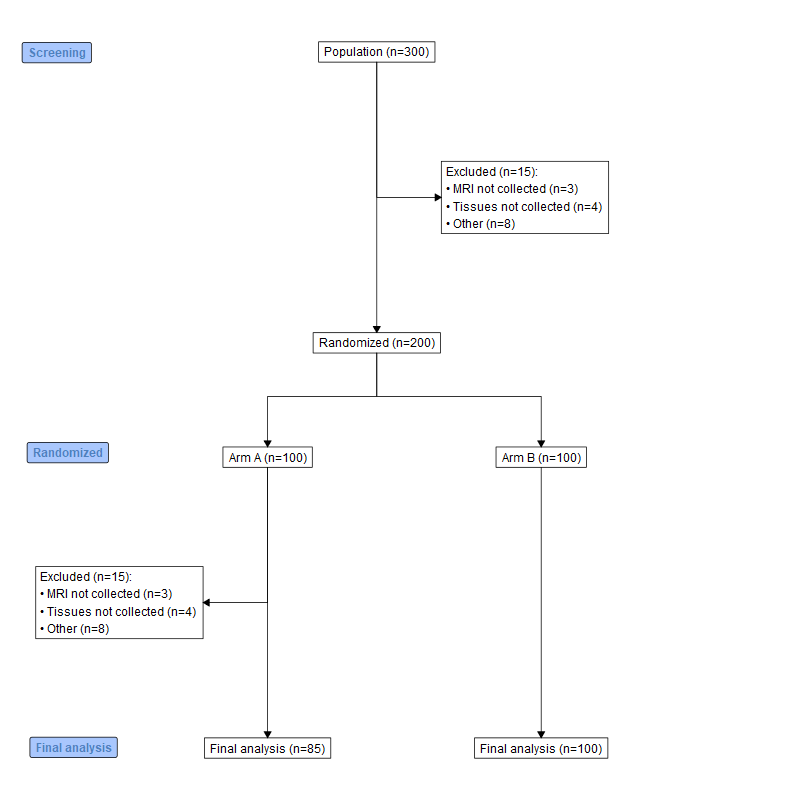 Screening
Population (n=300)
Excluded (n=15):
• MRI not collected (n=3)
• Tissues not collected (n=4)
• Other (n=8)
Randomized (n=200)
Randomized
Arm A (n=100)
Arm B (n=100)
Excluded (n=15):
• MRI not collected (n=3)
• Tissues not collected (n=4)
• Other (n=8)
Final analysis
Final analysis (n=85)
Final analysis (n=100)